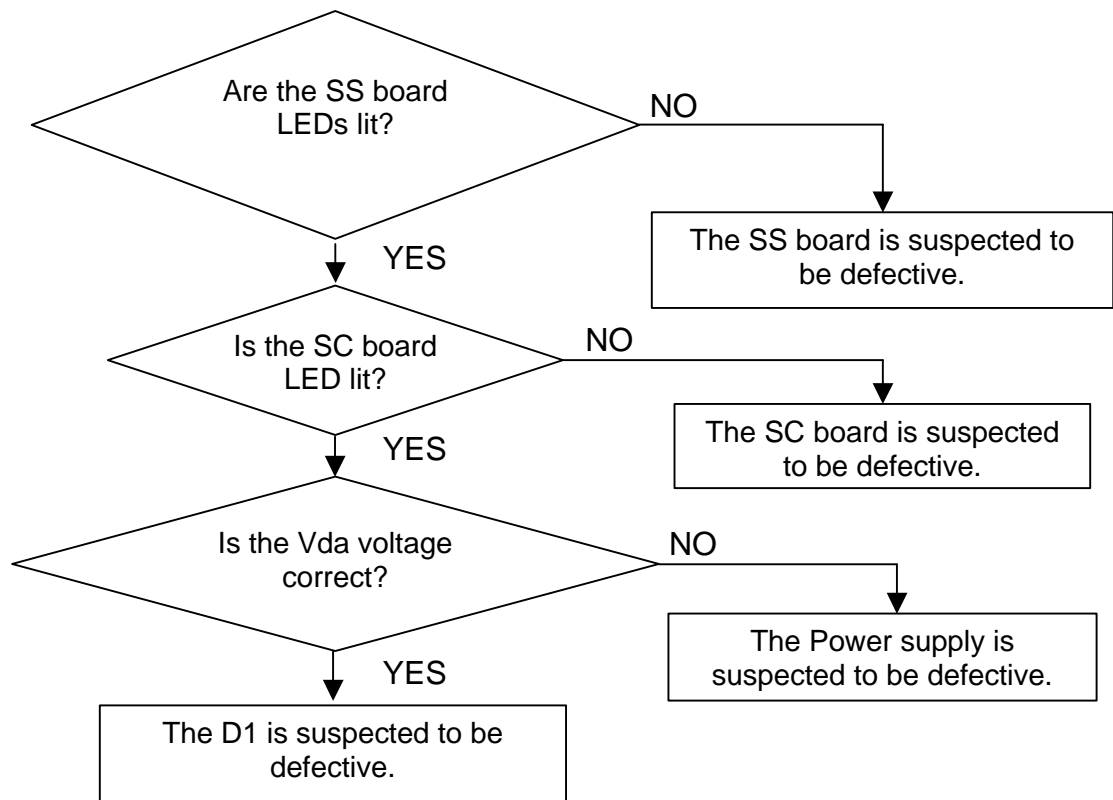 Are the SS board
LEDs lit?
NO
The SS board is suspected to
be defective.
YES
Is the SC board
LED lit?
NO
The SC board is suspected
to be defective.
YES
Is the Vda voltage
correct?
NO
The Power supply is
suspected to be defective.
YES
The D1 is suspected to be
defective.